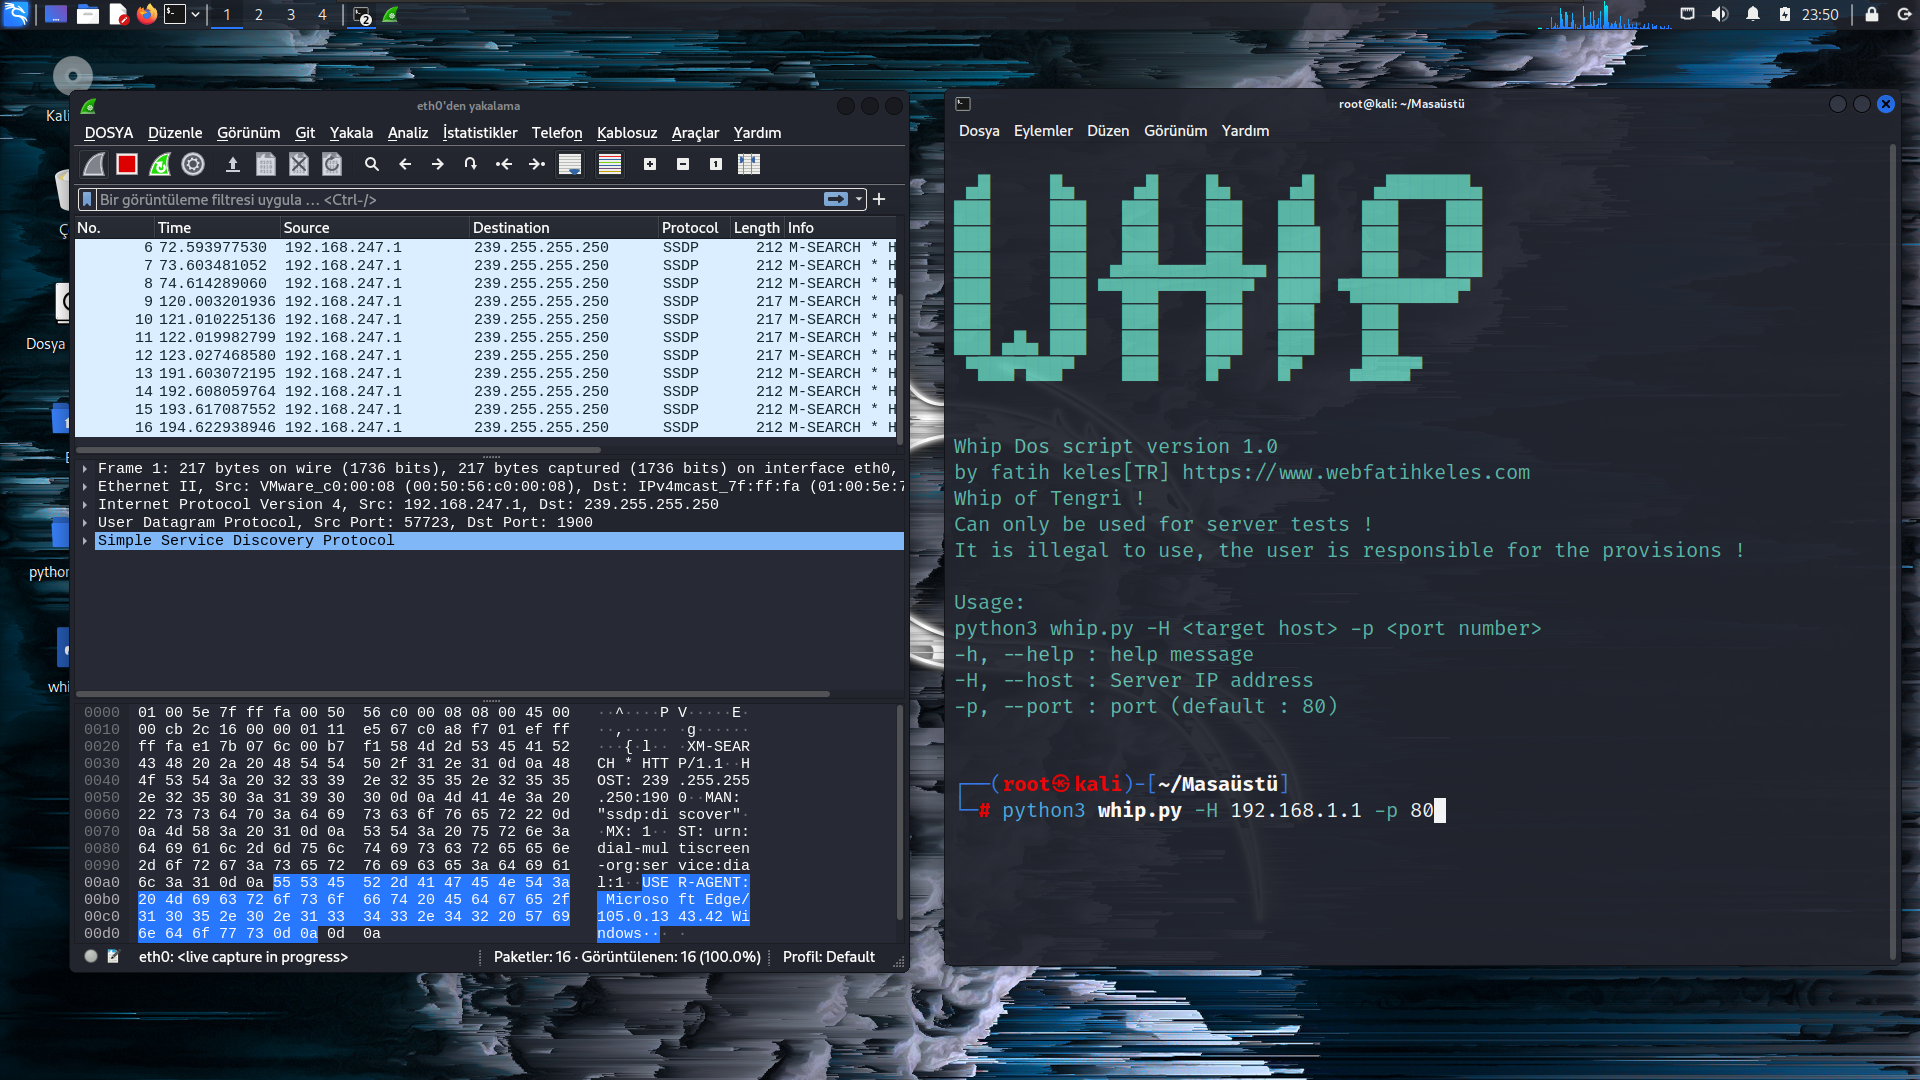 1 2 3 4 2 23:50
Kali
Ç
Dosya
E
python
whi
eth0'den yakalama
DOSYA Düzenle Görünüm Git Yakala Analiz İstatistikler Telefon Kablosuz Araçlar Yardım
Bir görüntüleme filtresi uygula … <Ctrl-/>
No. Time Source Destination Protocol Length Info
6 72.593977530 192.168.247.1 239.255.255.250 SSDP 212 M-SEARCH * H
7 73.603481052 192.168.247.1 239.255.255.250 SSDP 212 M-SEARCH * H
8 74.614289060 192.168.247.1 239.255.255.250 SSDP 212 M-SEARCH * H
9 120.003201936 192.168.247.1 239.255.255.250 SSDP 217 M-SEARCH * H
10 121.010225136 192.168.247.1 239.255.255.250 SSDP 217 M-SEARCH * H
11 122.019982799 192.168.247.1 239.255.255.250 SSDP 217 M-SEARCH * H
12 123.027468580 192.168.247.1 239.255.255.250 SSDP 217 M-SEARCH * H
13 191.603072195 192.168.247.1 239.255.255.250 SSDP 212 M-SEARCH * H
14 192.608059764 192.168.247.1 239.255.255.250 SSDP 212 M-SEARCH * H
15 193.617087552 192.168.247.1 239.255.255.250 SSDP 212 M-SEARCH * H
16 194.622938946 192.168.247.1 239.255.255.250 SSDP 212 M-SEARCH * H
Frame 1: 217 bytes on wire (1736 bits), 217 bytes captured (1736 bits) on interface eth0,
Ethernet II, Src: VMware_c0:00:08 (00:50:56:c0:00:08), Dst: IPv4mcast_7f:ff:fa (01:00:5e:7
Internet Protocol Version 4, Src: 192.168.247.1, Dst: 239.255.255.250
User Datagram Protocol, Src Port: 57723, Dst Port: 1900
Simple Service Discovery Protocol
0000 01 00 5e 7f ff fa 00 50 56 c0 00 08 08 00 45 00 ··^····P V·····E·
0010 00 cb 2c 16 00 00 01 11 e5 67 c0 a8 f7 01 ef ff ··,····· ·g······
0020 ff fa e1 7b 07 6c 00 b7 f1 58 4d 2d 53 45 41 52 ···{·l·· ·XM-SEAR
0030 43 48 20 2a 20 48 54 54 50 2f 31 2e 31 0d 0a 48 CH * HTT P/1.1··H
0040 4f 53 54 3a 20 32 33 39 2e 32 35 35 2e 32 35 35 OST: 239 .255.255
0050 2e 32 35 30 3a 31 39 30 30 0d 0a 4d 41 4e 3a 20 .250:190 0··MAN:
0060 22 73 73 64 70 3a 64 69 73 63 6f 76 65 72 22 0d "ssdp:di scover"·
0070 0a 4d 58 3a 20 31 0d 0a 53 54 3a 20 75 72 6e 3a ·MX: 1·· ST: urn:
0080 64 69 61 6c 2d 6d 75 6c 74 69 73 63 72 65 65 6e dial-mul tiscreen
0090 2d 6f 72 67 3a 73 65 72 76 69 63 65 3a 64 69 61 -org:ser vice:dia
00a0 6c 3a 31 0d 0a 55 53 45 52 2d 41 47 45 4e 54 3a l:1··USE R-AGENT:
00b0 20 4d 69 63 72 6f 73 6f 66 74 20 45 64 67 65 2f  Microso ft Edge/
00c0 31 30 35 2e 30 2e 31 33 34 33 2e 34 32 20 57 69 105.0.13 43.42 Wi
00d0 6e 64 6f 77 73 0d 0a 0d 0a ndows··· ·
eth0: <live capture in progress> Paketler: 16 · Görüntülenen: 16 (100.0%) Profil: Default
root@kali: ~/Masaüstü
Dosya Eylemler Düzen Görünüm Yardım
WHIP
Whip Dos script version 1.0
by fatih keles[TR] https://www.webfatihkeles.com
Whip of Tengri !
Can only be used for server tests !
It is illegal to use, the user is responsible for the provisions !
Usage:
python3 whip.py -H <target host> -p <port number>
-h, --help : help message
-H, --host : Server IP address
-p, --port : port (default : 80)
(root㉿kali)-[~/Masaüstü]
# python3 whip.py -H 192.168.1.1 -p 80